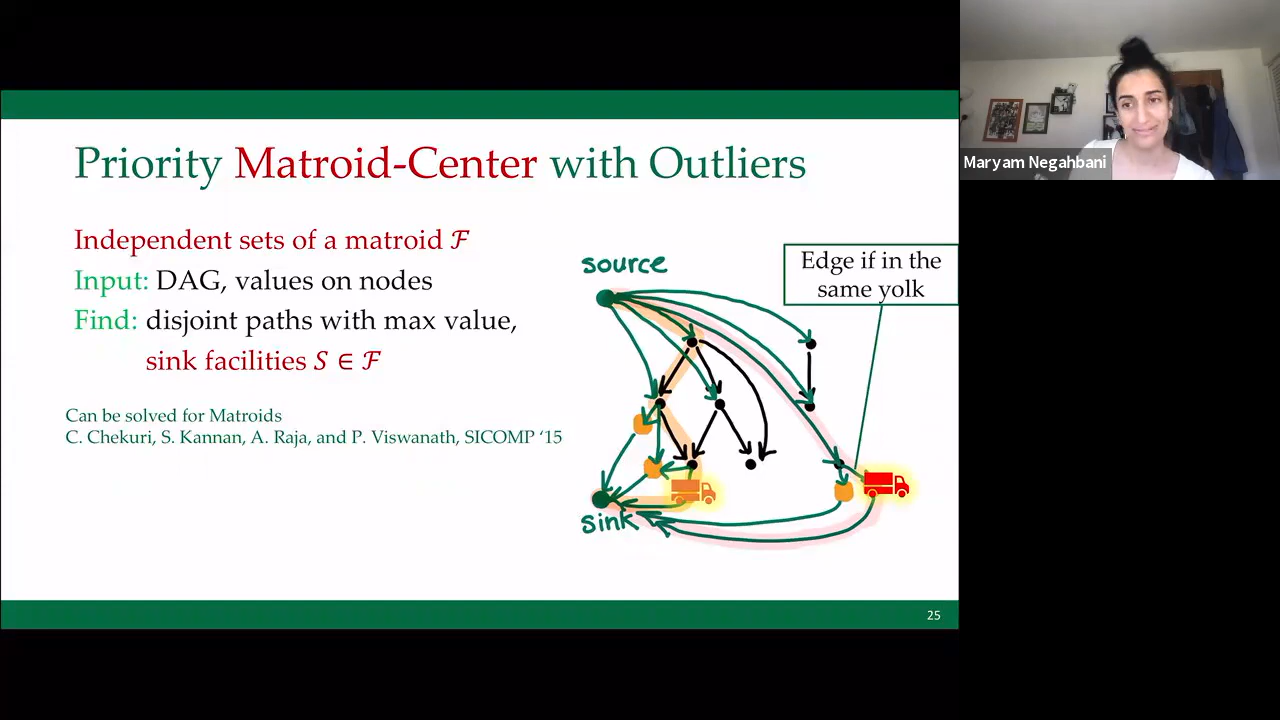 Priority Matroid-Center with Outliers
Independent sets of a matroid ℱ
Input: DAG, values on nodes
Find: disjoint paths with max value,
sink facilities S ∈ ℱ
Can be solved for Matroids
C. Chekuri, S. Kannan, A. Raja, and P. Viswanath, SICOMP ‘15
source
Edge if in the
same yolk
sink
25
Maryam Negahbani